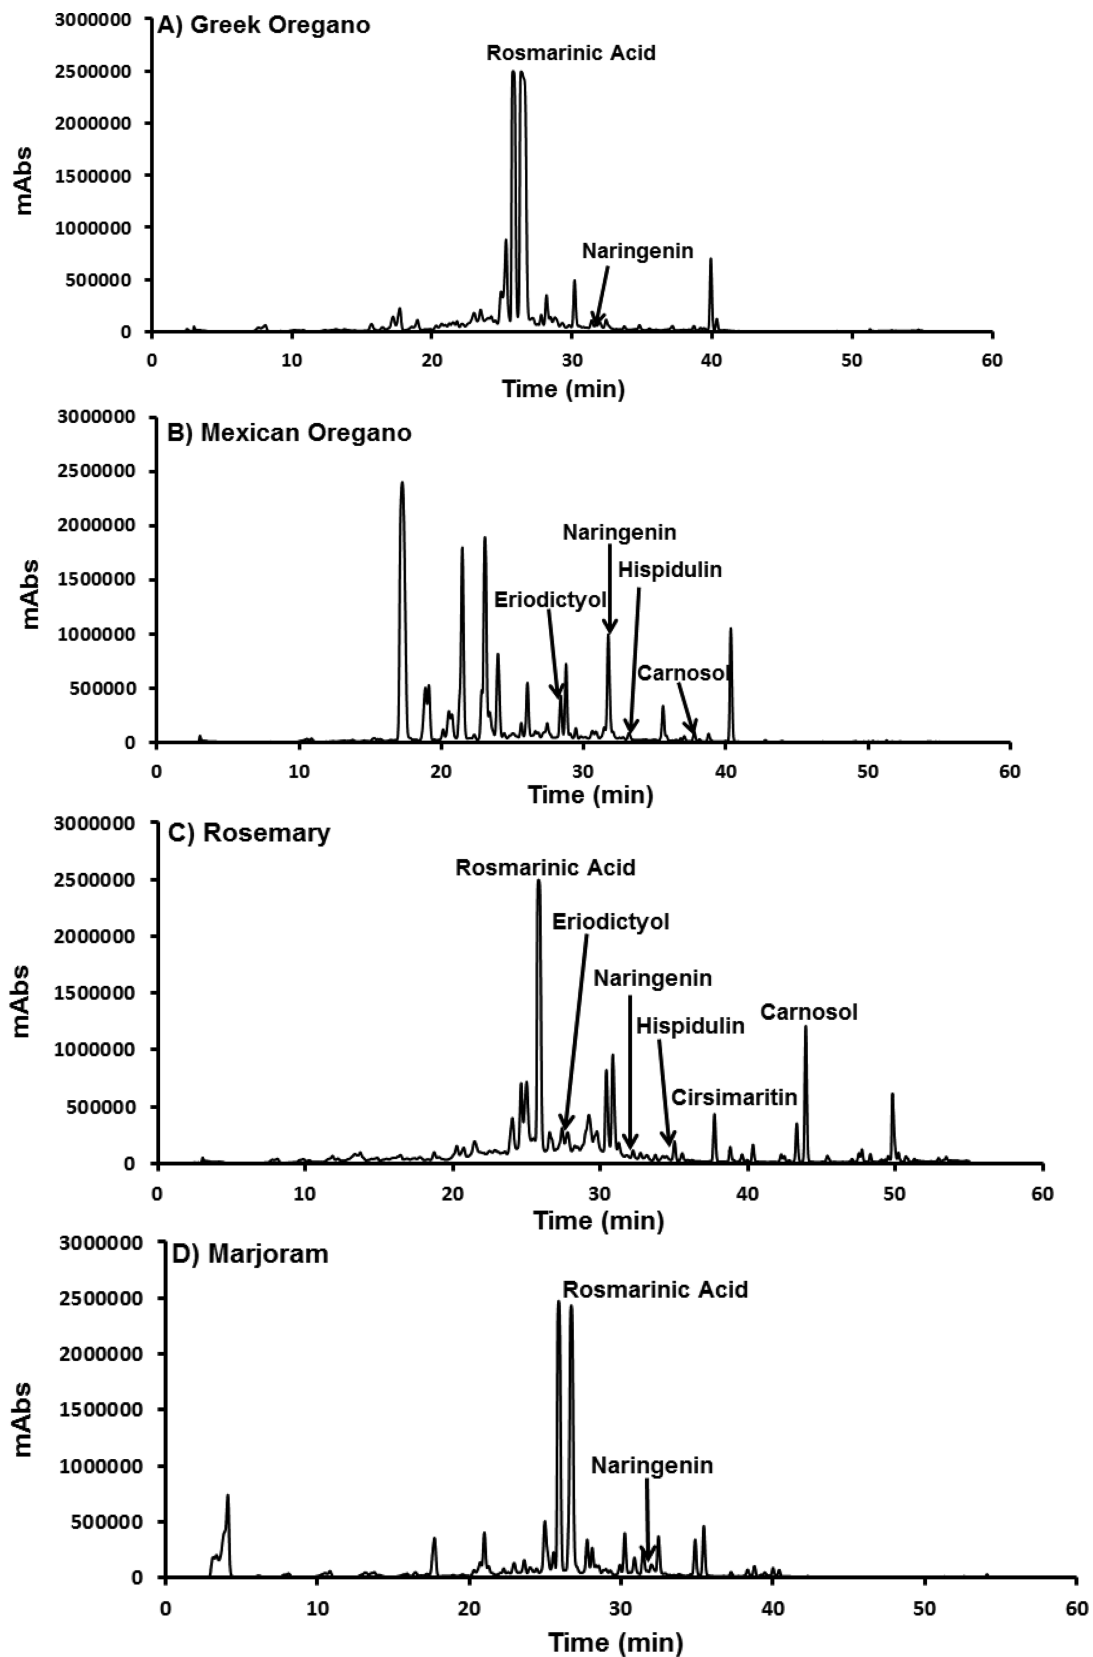 A) Greek Oregano
Rosmarinic Acid
Naringenin
3000000
2500000
2000000
1500000
1000000
500000
0
mAbs
0 10 20 30 40 50 60
Time (min)
B) Mexican Oregano
Naringenin
Hispidulin
Eriodictyol
Carnosol
3000000
2500000
2000000
1500000
1000000
500000
0
mAbs
0 10 20 30 40 50 60
Time (min)
C) Rosemary
Rosmarinic Acid
Eriodictyol
Naringenin
Hispidulin
Carnosol
Cirsimaritin
3000000
2500000
2000000
1500000
1000000
500000
0
mAbs
0 10 20 30 40 50 60
Time (min)
D) Marjoram
Rosmarinic Acid
Naringenin
3000000
2500000
2000000
1500000
1000000
500000
0
mAbs
0 10 20 30 40 50 60
Time (min)